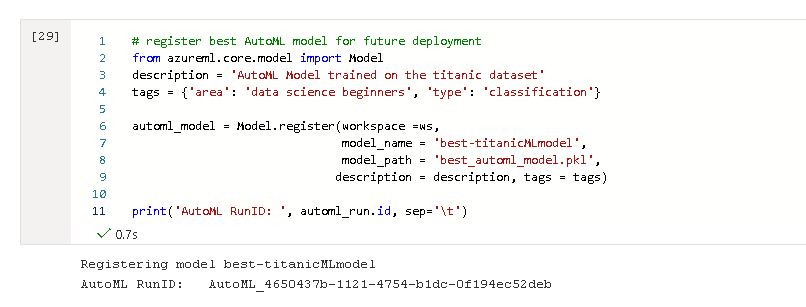 [29]
1 # register best AutoML model for future deployment
2 from azureml.core.model import Model
3 description = 'AutoML Model trained on the titanic dataset'
4 tags = {'area': 'data science beginners', 'type': 'classification'}
5
6 automl_model = Model.register(workspace =ws,
7 model_name = 'best-titanicMLmodel',
8 model_path = 'best_automl_model.pkl',
9 description = description, tags = tags)
10
11 print('AutoML RunID: ', automl_run.id, sep='\t')
0.7s
Registering model best-titanicMLmodel
AutoML RunID: AutoML_4650437b-1121-4754-b1dc-0f194ec52deb